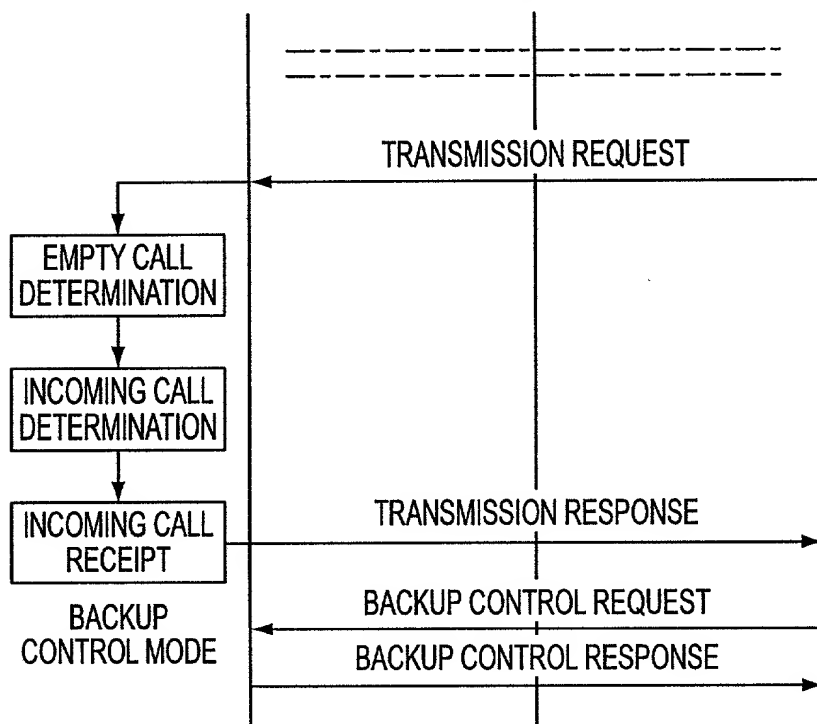 TRANSMISSION REQUEST
EMPTY CALL
DETERMINATION
INCOMING CALL
DETERMINATION
INCOMING CALL
RECEIPT
TRANSMISSION RESPONSE
BACKUP
CONTROL MODE
BACKUP CONTROL REQUEST
BACKUP CONTROL RESPONSE